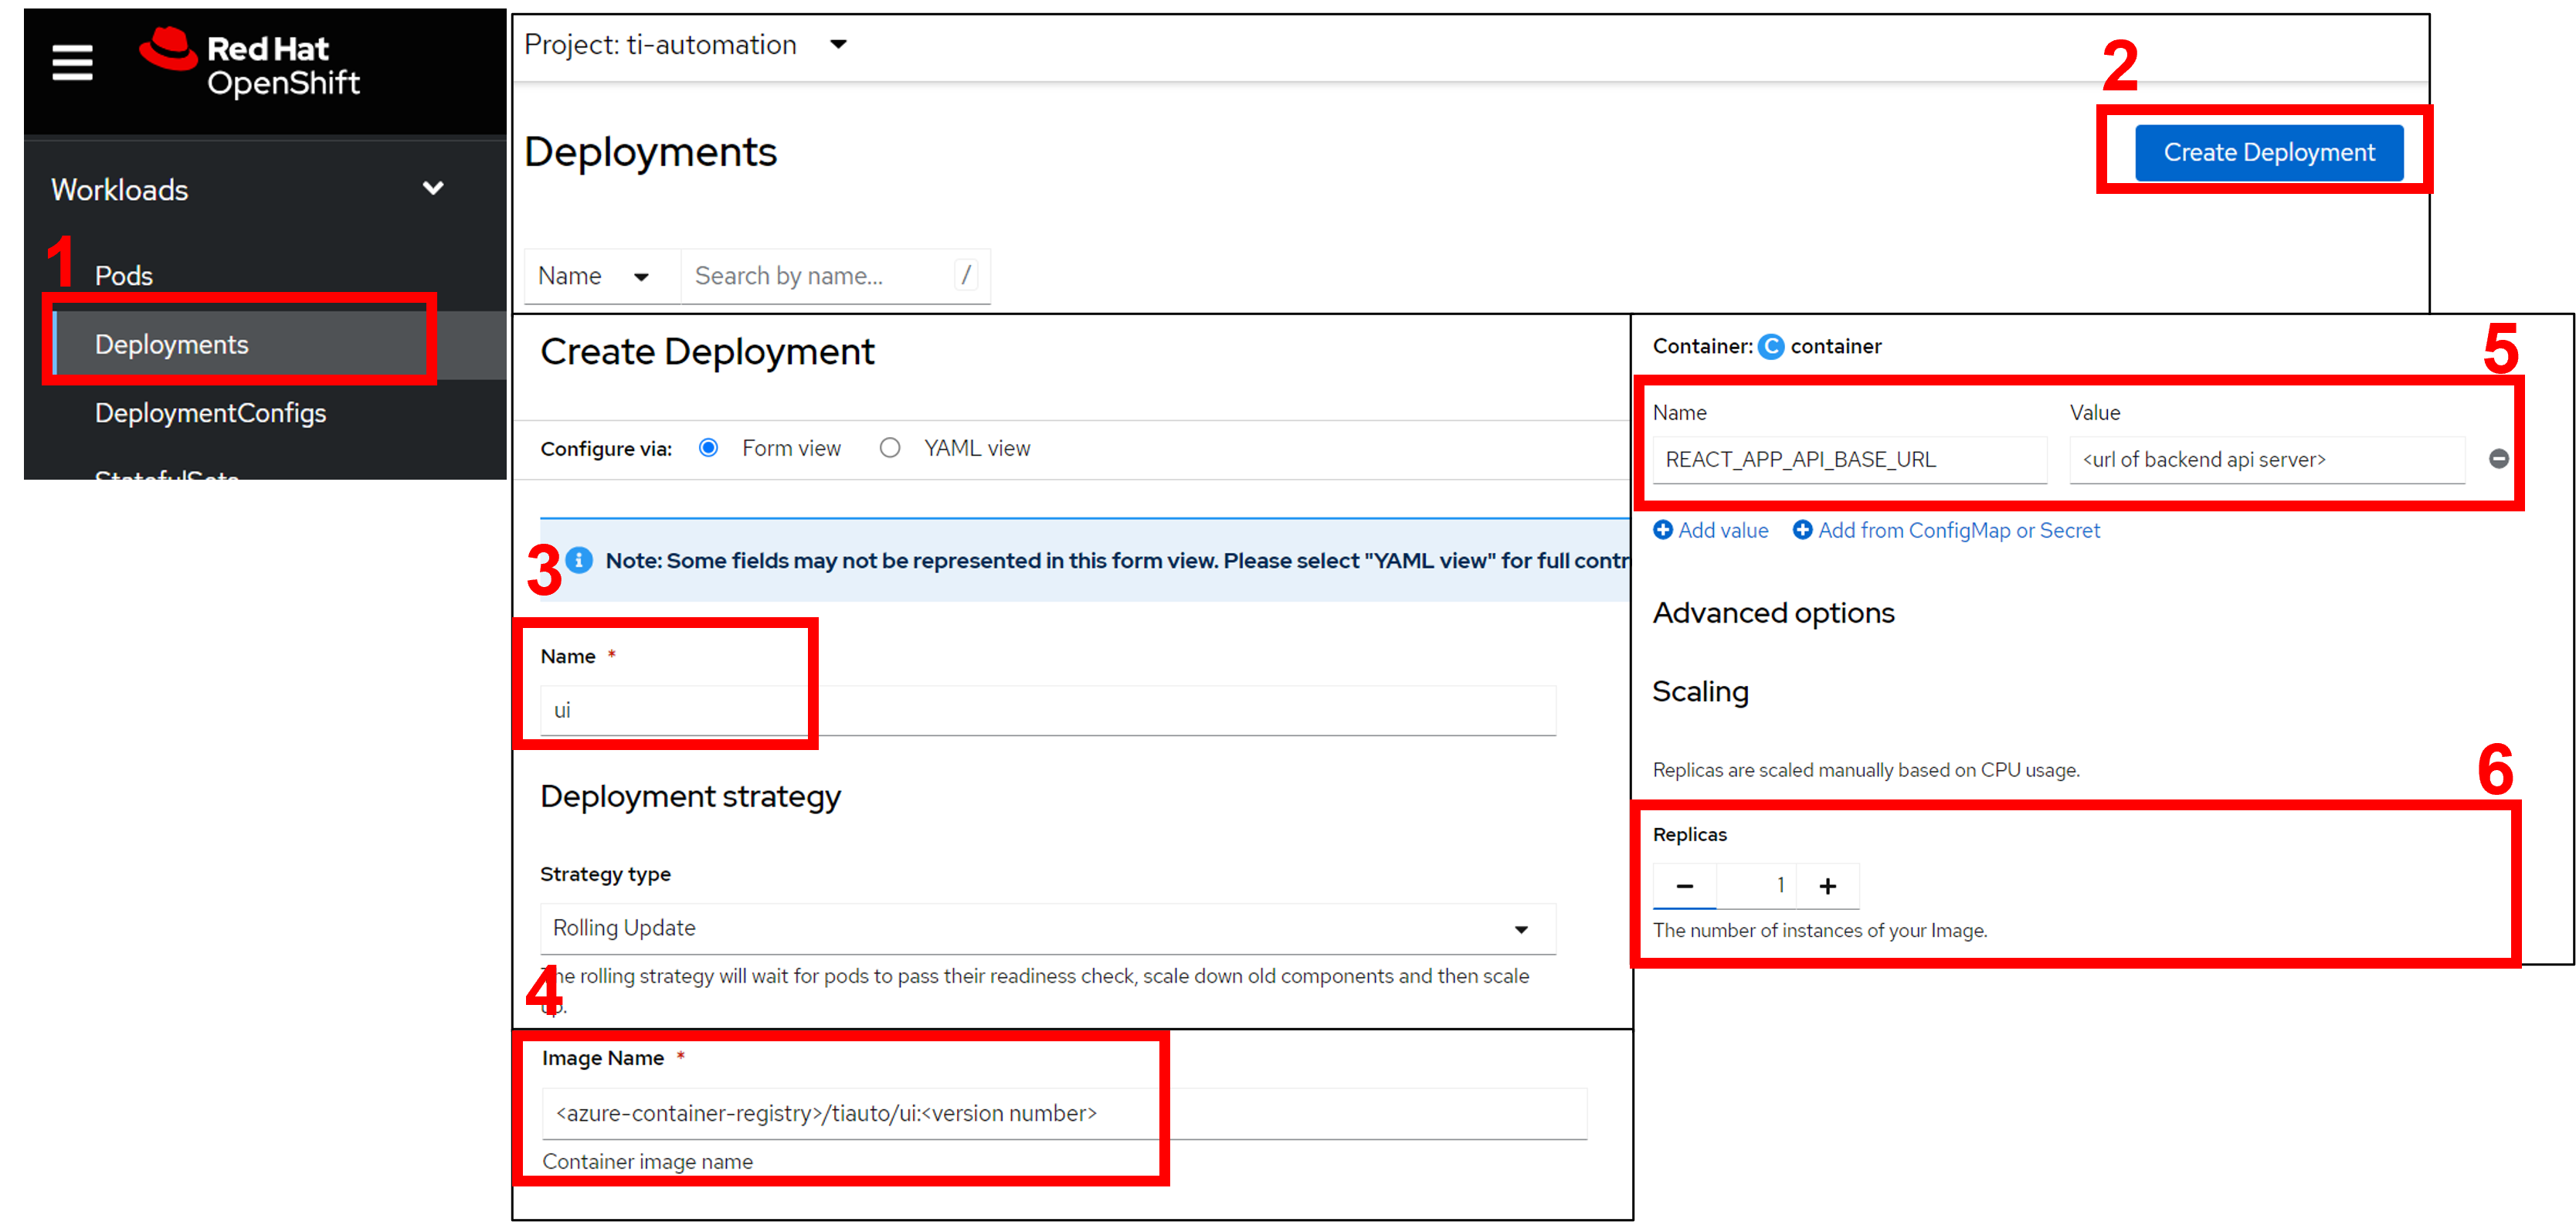 Red Hat
OpenShift
Workloads
1
Pods
Deployments
DeploymentConfigs
StatefulSets
Project: ti-automation
2
Deployments
Create Deployment
Name
Search by name...
/
Create Deployment
Configure via:
Form view
YAML view
3
Note: Some fields may not be represented in this form view. Please select "YAML view" for full contr
Name *
ui
Deployment strategy
Strategy type
Rolling Update
The rolling strategy will wait for pods to pass their readiness check, scale down old components and then scale
up.
4
Image Name *
<azure-container-registry>/tiauto/ui:<version number>
Container image name
Container: C container
5
Name Value
REACT_APP_API_BASE_URL <url of backend api server>
Add value Add from ConfigMap or Secret
Advanced options
Scaling
Replicas are scaled manually based on CPU usage.
6
Replicas
− 1 +
The number of instances of your Image.